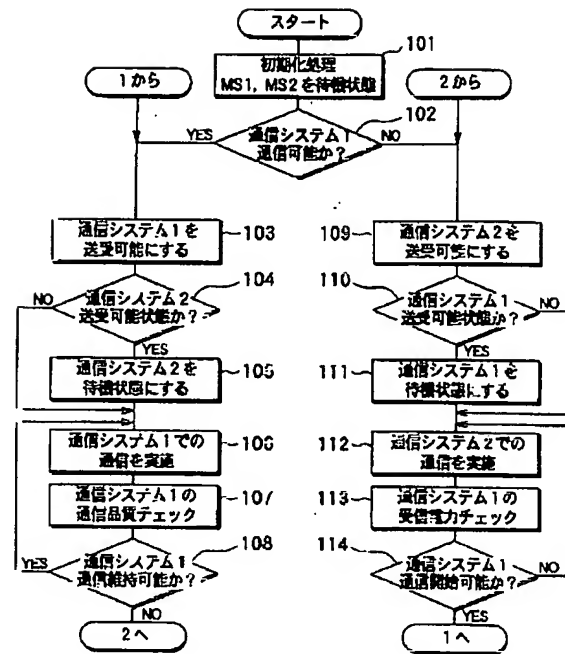 スタート
101
初期化処理
MS1, MS2を待機状態
1から
2から
102
通信システム1
通信可能か?
YES
NO
通信システム1を
送受可能にする
103
通信システム2
送受可能状態か?
104
NO
YES
通信システム2を
待機状態にする
105
通信システム1での
通信を実施
106
通信システム1の
通信品質チェック
107
通信システム1
通信維持可能か?
108
YES
NO
2へ
109
通信システム2を
送受可能にする
110
通信システム1
送受可能状態か?
NO
YES
111
通信システム1を
待機状態にする
112
通信システム2での
通信を実施
113
通信システム1の
受信電力チェック
114
通信システム1
通信開始可能か?
NO
YES
1へ